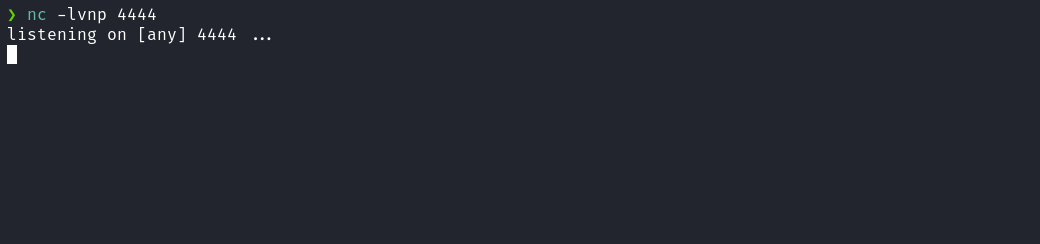 ❯ nc -lvnp 4444
listening on [any] 4444 ...